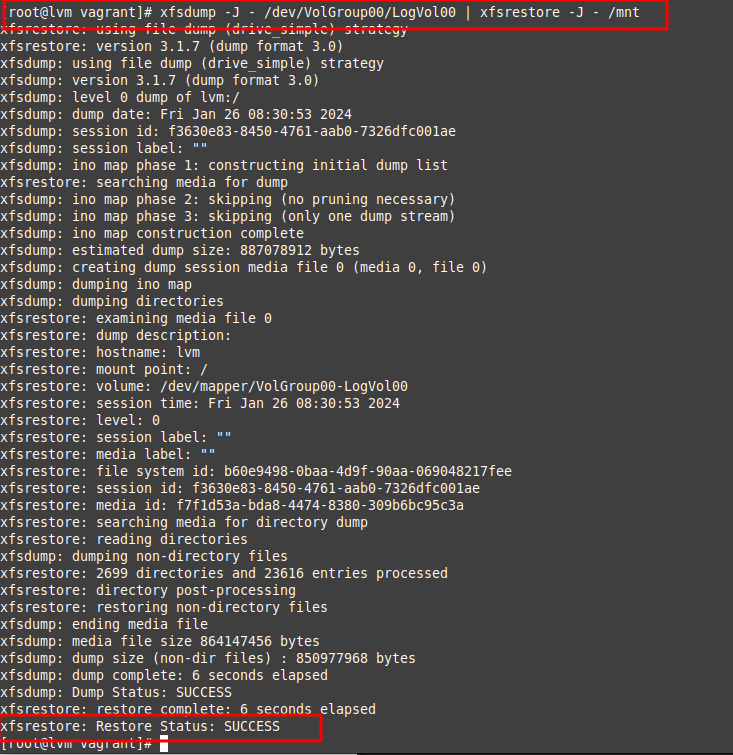 [root@lvm vagrant]# xfsdump -J - /dev/VolGroup00/LogVol00 | xfsrestore -J - /mnt
xfsrestore: using file dump (drive_simple) strategy
xfsrestore: version 3.1.7 (dump format 3.0)
xfsdump: using file dump (drive_simple) strategy
xfsdump: version 3.1.7 (dump format 3.0)
xfsdump: level 0 dump of lvm:/
xfsdump: dump date: Fri Jan 26 08:30:53 2024
xfsdump: session id: f3630e83-8450-4761-aab0-7326dfc001ae
xfsdump: session label: ""
xfsdump: ino map phase 1: constructing initial dump list
xfsrestore: searching media for dump
xfsdump: ino map phase 2: skipping (no pruning necessary)
xfsdump: ino map phase 3: skipping (only one dump stream)
xfsdump: ino map construction complete
xfsdump: estimated dump size: 887078912 bytes
xfsdump: creating dump session media file 0 (media 0, file 0)
xfsdump: dumping ino map
xfsdump: dumping directories
xfsrestore: examining media file 0
xfsrestore: dump description:
xfsrestore: hostname: lvm
xfsrestore: mount point: /
xfsrestore: volume: /dev/mapper/VolGroup00-LogVol00
xfsrestore: session time: Fri Jan 26 08:30:53 2024
xfsrestore: level: 0
xfsrestore: session label: ""
xfsrestore: media label: ""
xfsrestore: file system id: b60e9498-0baa-4d9f-90aa-069048217fee
xfsrestore: session id: f3630e83-8450-4761-aab0-7326dfc001ae
xfsrestore: media id: f7f1d53a-bda8-4474-8380-309b6bc95c3a
xfsrestore: searching media for directory dump
xfsrestore: reading directories
xfsdump: dumping non-directory files
xfsrestore: 2699 directories and 23616 entries processed
xfsrestore: directory post-processing
xfsrestore: restoring non-directory files
xfsdump: ending media file
xfsdump: media file size 864147456 bytes
xfsdump: dump size (non-dir files) : 850977968 bytes
xfsdump: dump complete: 6 seconds elapsed
xfsdump: Dump Status: SUCCESS
xfsrestore: restore complete: 6 seconds elapsed
xfsrestore: Restore Status: SUCCESS
[root@lvm vagrant]#